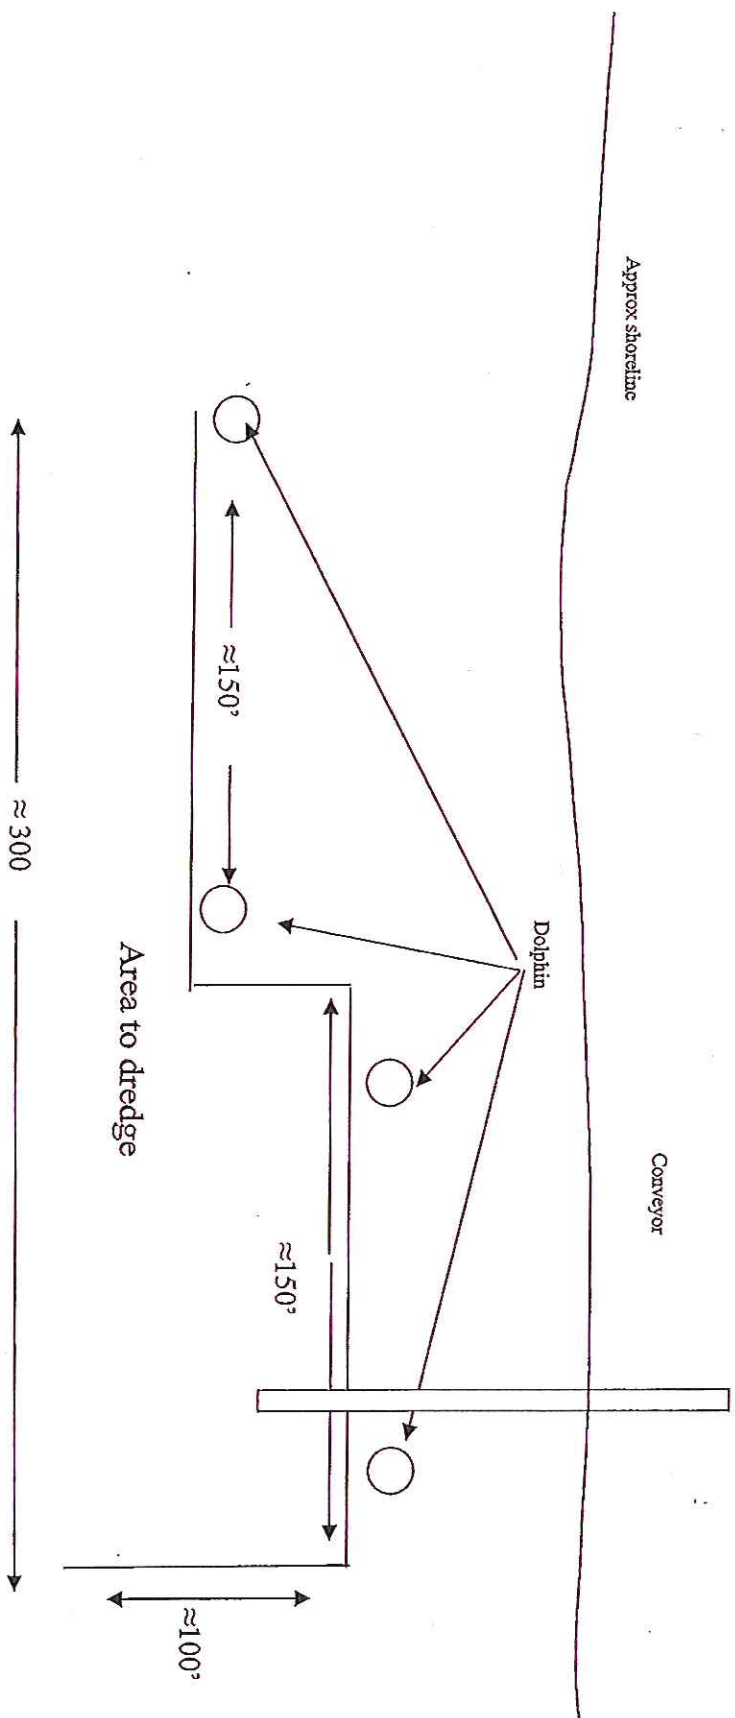 Approx shoreline
Conveyor
Dolphin
≈150’
≈150’
≈100’
Area to dredge
≈ 300